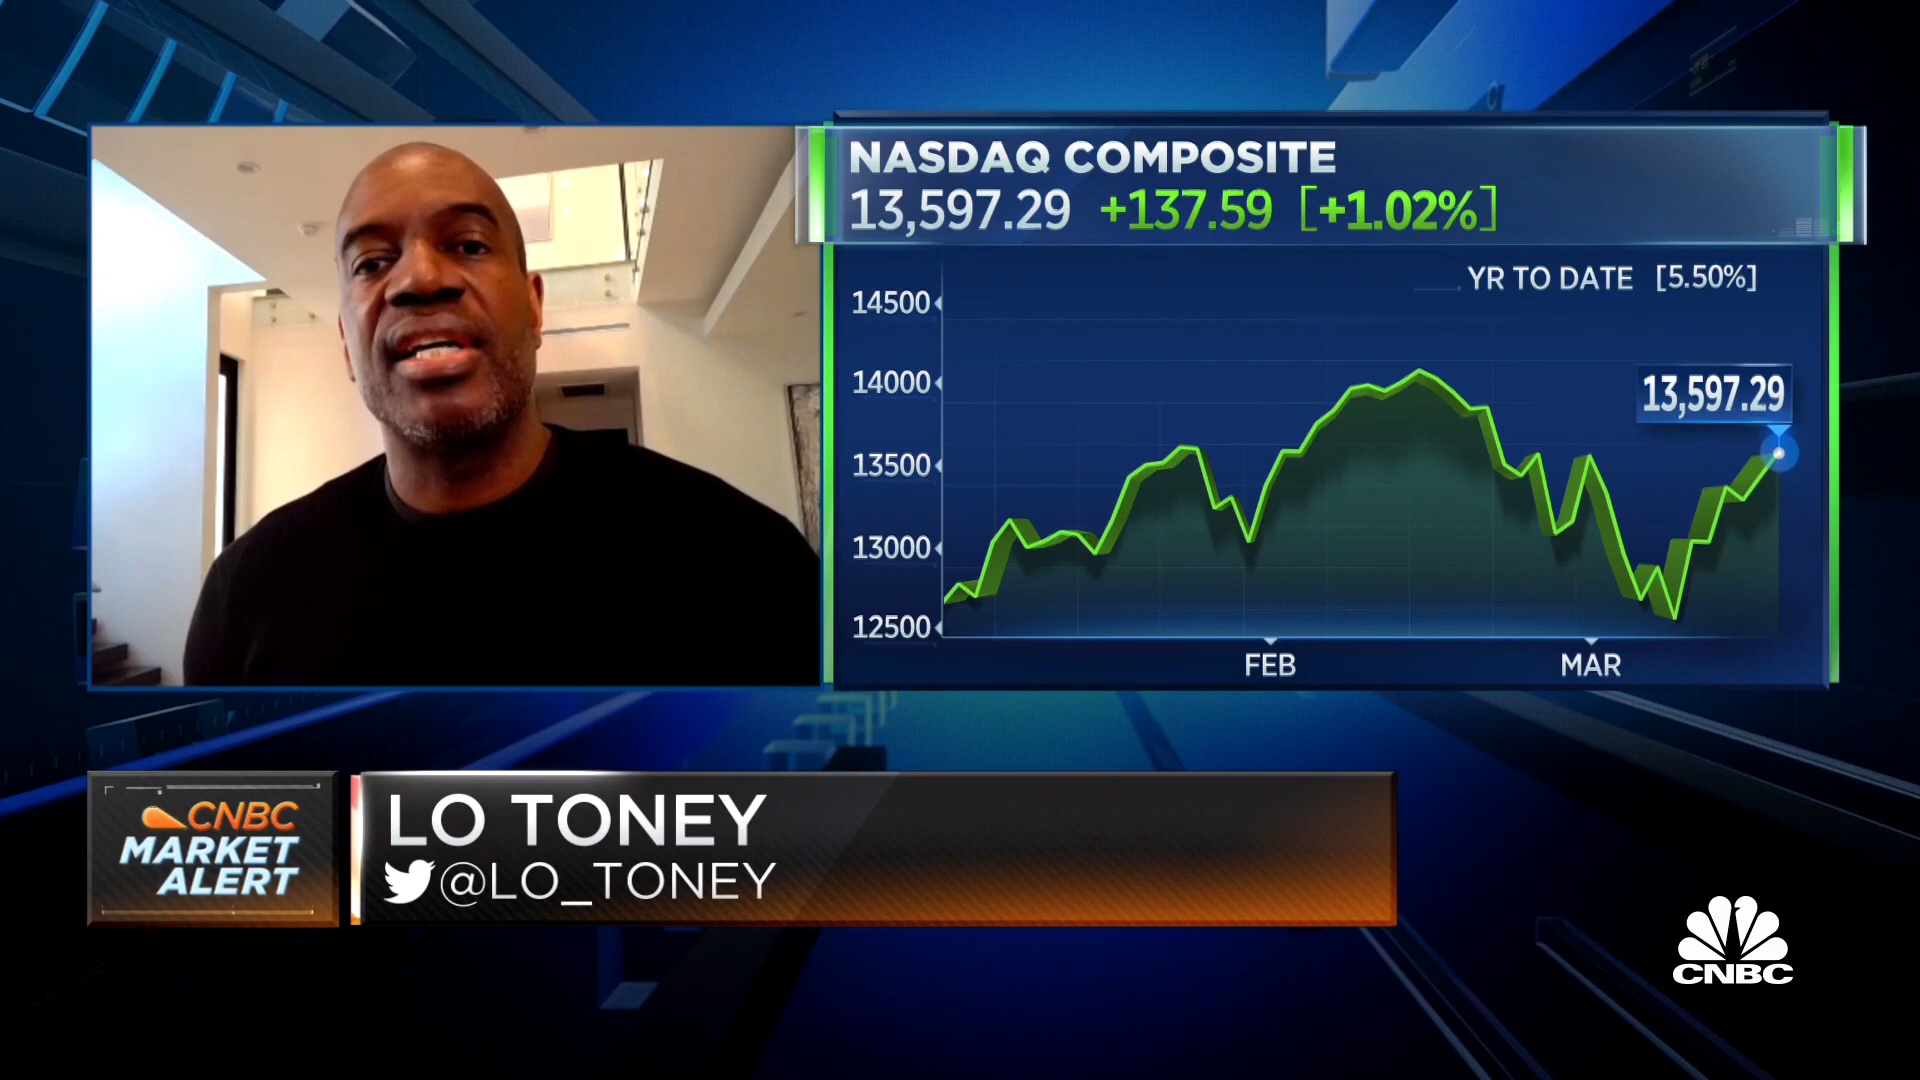 NASDAQ COMPOSITE
13,597.29 +137.59 [+1.02%]
YR TO DATE [5.50%]
14500
14000
13500
13000
12500
13,597.29
FEB MAR
CNBC
MARKET
ALERT
LO TONEY
@LO_TONEY
CNBC